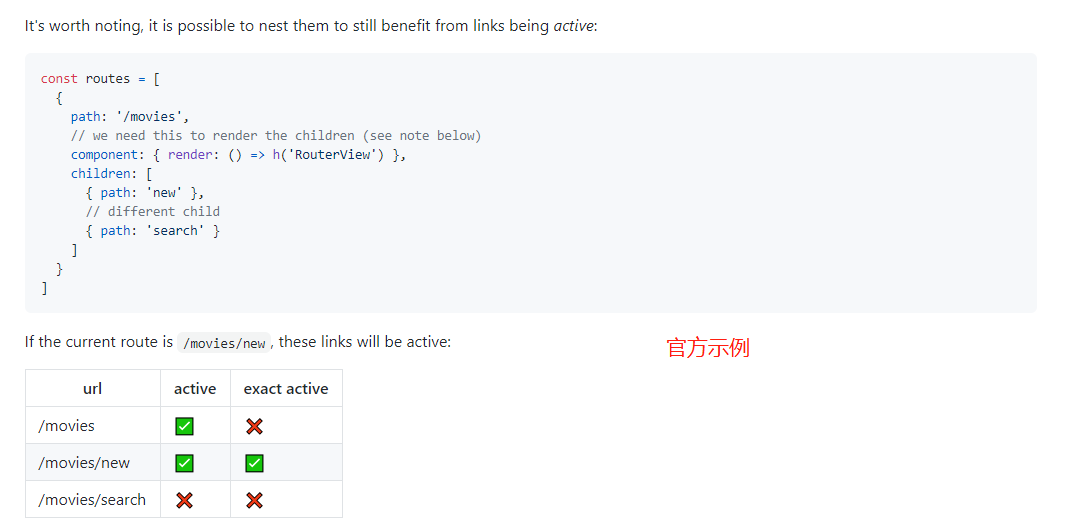 It's worth noting, it is possible to nest them to still benefit from links being active:
const routes = [
  {
    path: '/movies',
    // we need this to render the children (see note below)
    component: { render: () => h('RouterView') },
    children: [
      { path: 'new' },
      // different child
      { path: 'search' }
    ]
  }
]
If the current route is /movies/new , these links will be active:
官方示例
url active exact active
/movies ✅ ❌
/movies/new ✅ ✅
/movies/search ❌ ❌